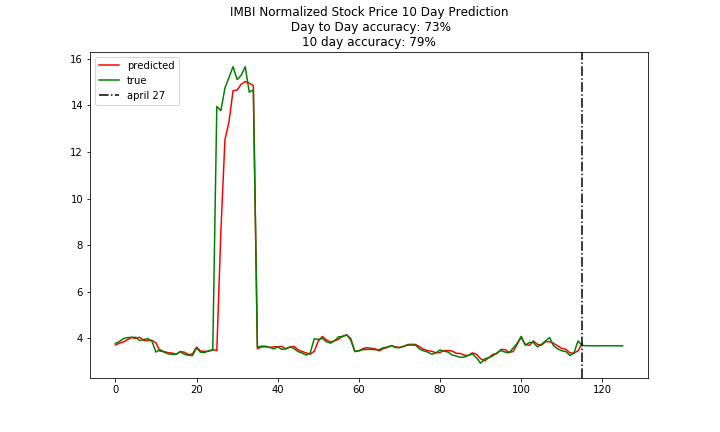 IMBI Normalized Stock Price 10 Day Prediction
Day to Day accuracy: 73%
10 day accuracy: 79%
predicted
true
april 27
16
14
12
10
8
6
4
0
20
40
60
80
100
120